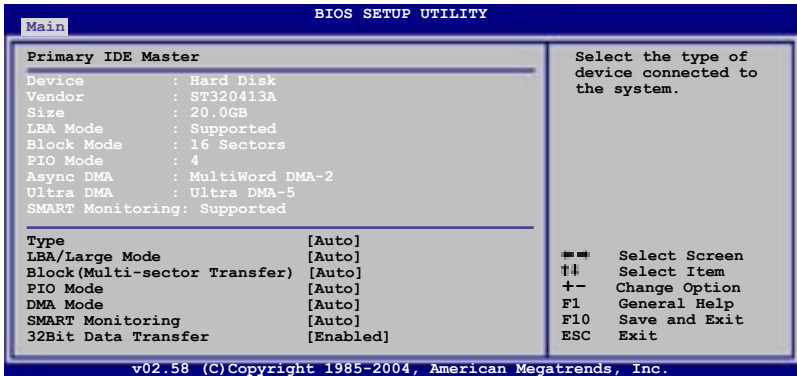 BIOS SETUP UTILITY
Main
Primary IDE Master
Device : Hard Disk
Vendor : ST320413A
Size : 20.0GB
LBA Mode : Supported
Block Mode : 16 Sectors
PIO Mode : 4
Async DMA : MultiWord DMA-2
Ultra DMA : Ultra DMA-5
SMART Monitoring: Supported
Type [Auto]
LBA/Large Mode [Auto]
Block(Multi-sector Transfer) [Auto]
PIO Mode [Auto]
DMA Mode [Auto]
SMART Monitoring [Auto]
32Bit Data Transfer [Enabled]
Select the type of
device connected to
the system.
←→ Select Screen
↑↓ Select Item
+- Change Option
F1 General Help
F10 Save and Exit
ESC Exit
v02.58 (C)Copyright 1985-2004, American Megatrends, Inc.